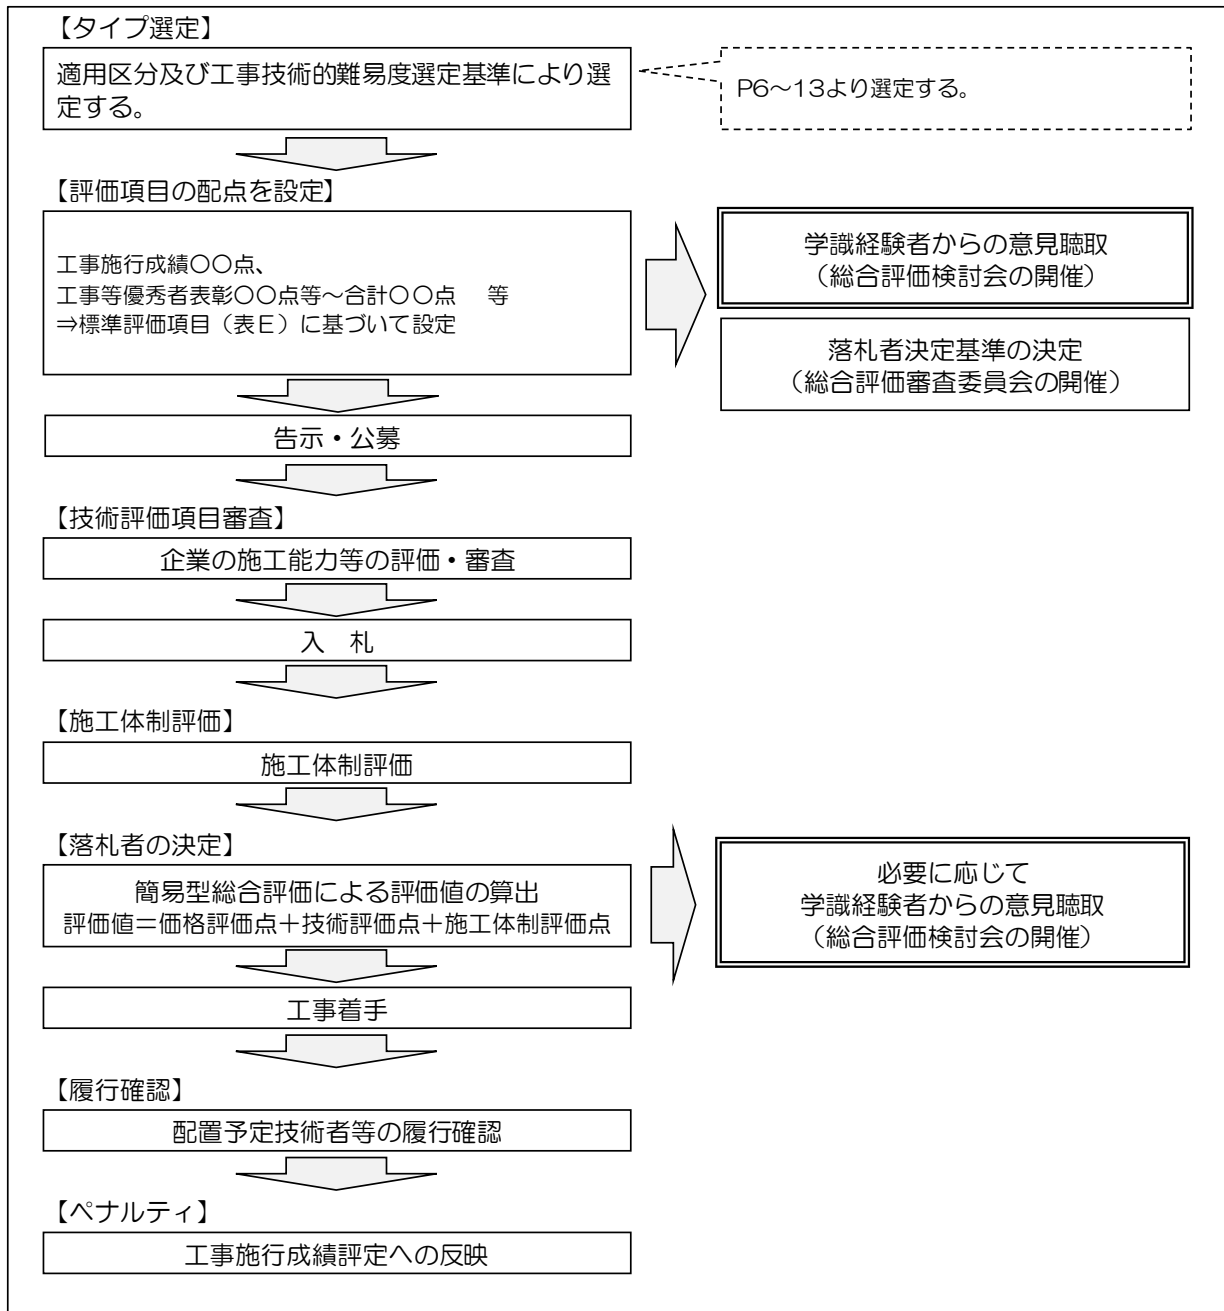 【タイプ選定】
適用区分及び工事技術的難易度選定基準により選
定する。
P6～13より選定する。
【評価項目の配点を設定】
工事施行成績〇〇点、
工事等優秀者表彰〇〇点等～合計〇〇点　等
⇒標準評価項目（表Ｅ）に基づいて設定
学識経験者からの意見聴取
（総合評価検討会の開催）
落札者決定基準の決定
（総合評価審査委員会の開催）
告示・公募
【技術評価項目審査】
企業の施工能力等の評価・審査
入　札
【施工体制評価】
施工体制評価
【落札者の決定】
簡易型総合評価による評価値の算出
評価値＝価格評価点＋技術評価点＋施工体制評価点
必要に応じて
学識経験者からの意見聴取
（総合評価検討会の開催）
工事着手
【履行確認】
配置予定技術者等の履行確認
【ペナルティ】
工事施行成績評定への反映